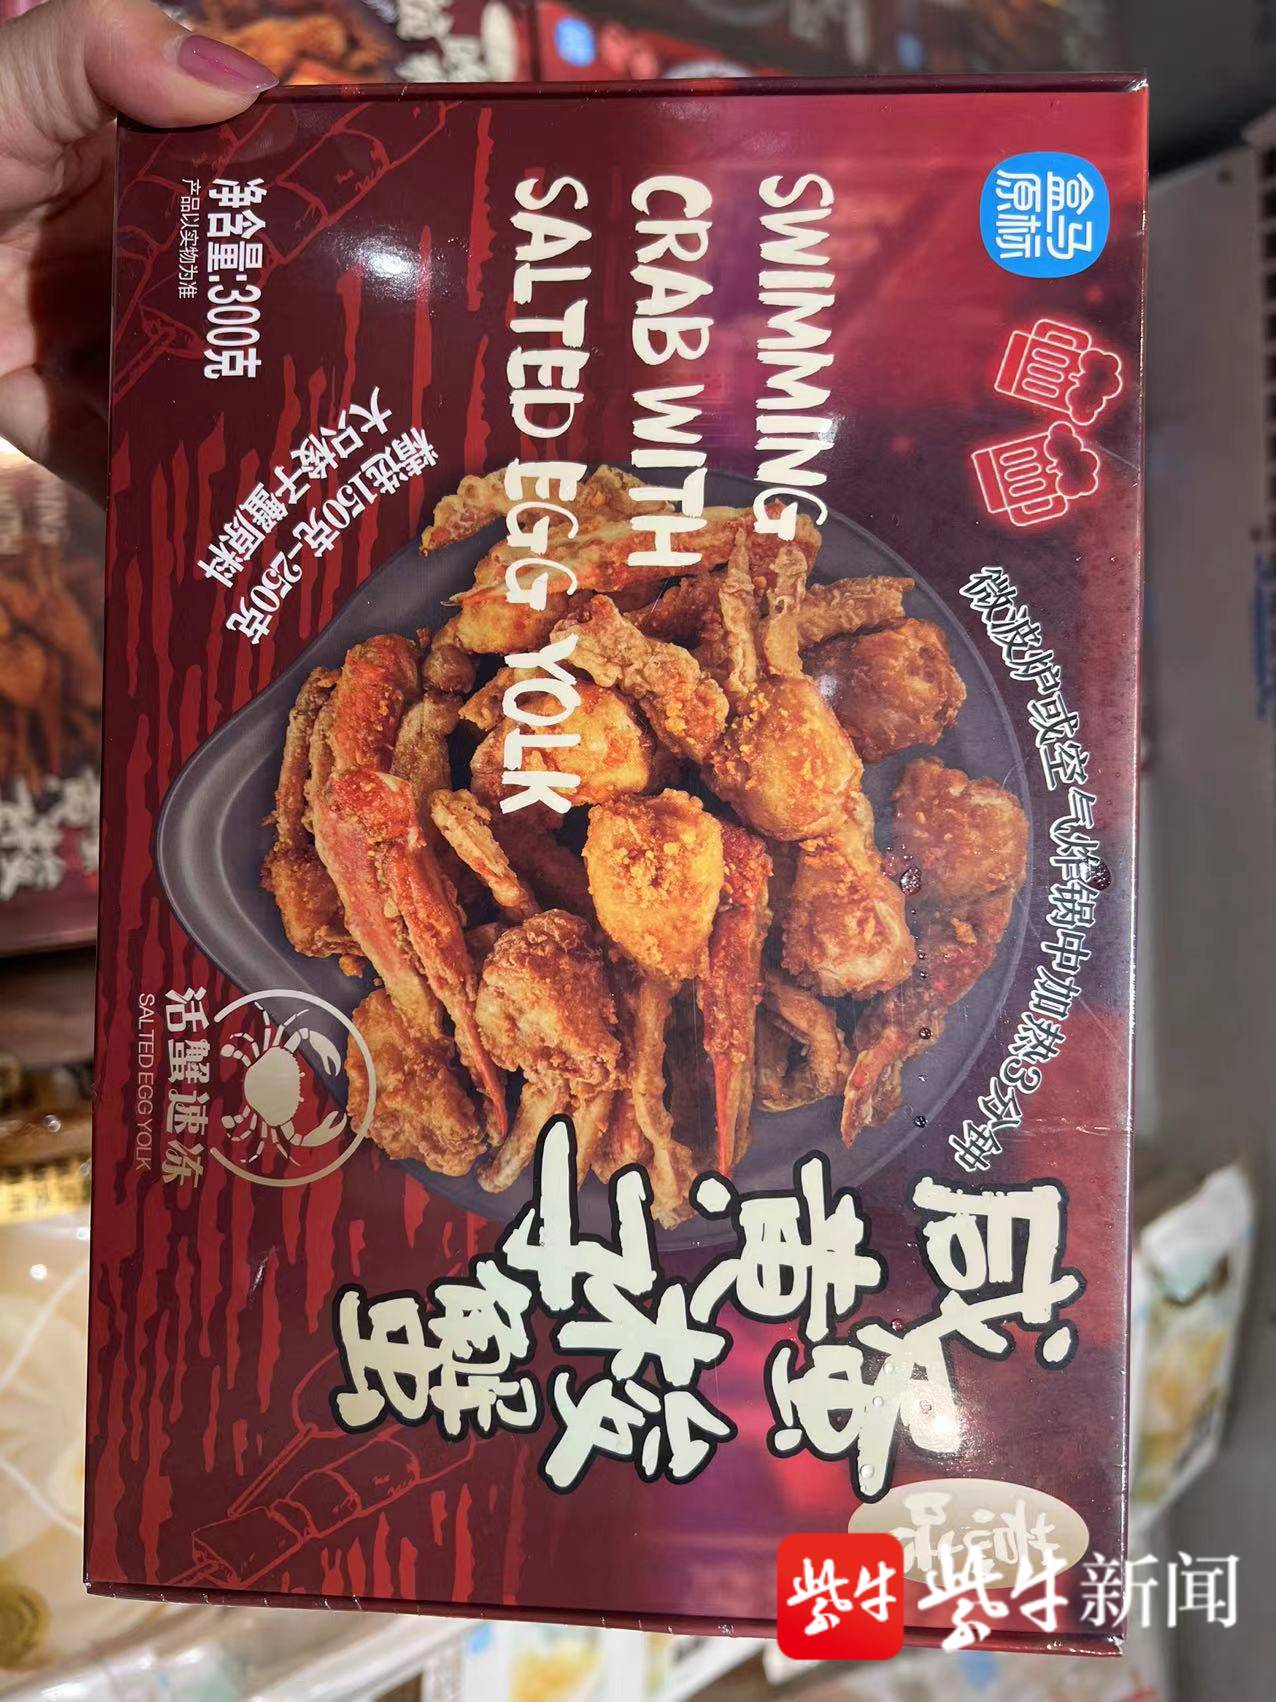 盒马
原标
SWIMMING
CRAB WITH
SALTED EGG YOLK
净含量:300克
产品以实物为准
精选150克-250克
大只梭子蟹原料
微波炉或空气炸锅中加热3分钟
咸蛋
黄梭
子蟹
活蟹速冻
SALTED EGG YOLK
紫牛
紫牛新闻